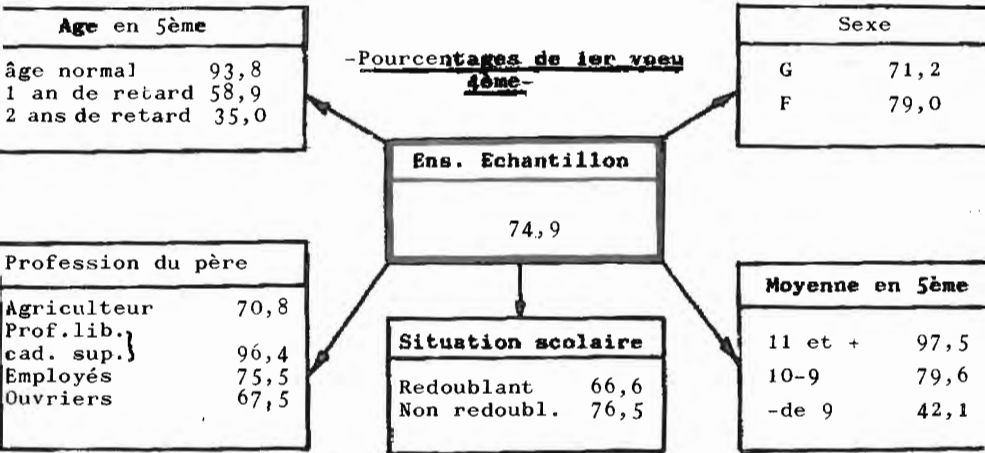 Age en 5ème
âge normal 93,8
1 an de retard 58,9
2 ans de retard 35,0
-Pourcentages de 1er voeu
4ème-
Sexe
G 71,2
F 79,0
Ens. Echantillon
74,9
Profession du père
Agriculteur 70,8
Prof.lib.}
cad. sup.} 96,4
Employés 75,5
Ouvriers 67,5
Situation scolaire
Redoublant 66,6
Non redoubl. 76,5
Moyenne en 5ème
11 et + 97,5
10-9 79,6
-de 9 42,1